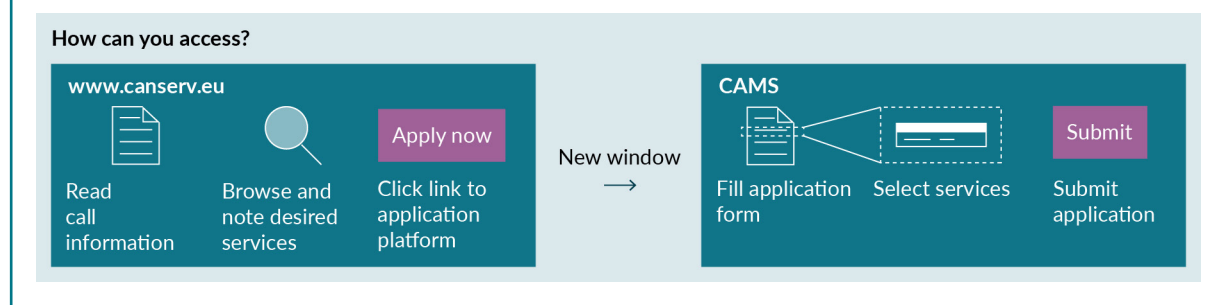 How can you access?
www.canserv.eu
Apply now
Read
call
information
Browse and
note desired
services
Click link to
application
platform
New window
→
CAMS
Submit
Fill application
form
Select services
Submit
application